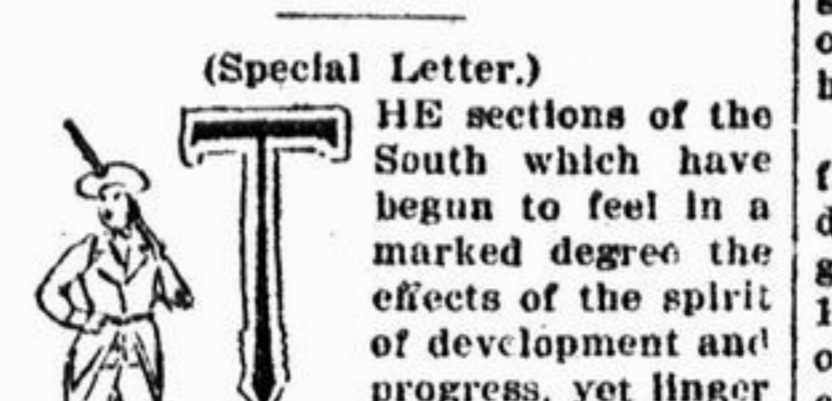 (Special Letter.)
THE sections of the
South which have
begun to feel in a
marked degree the
effects of the spirit
of development and
progress, yet linger